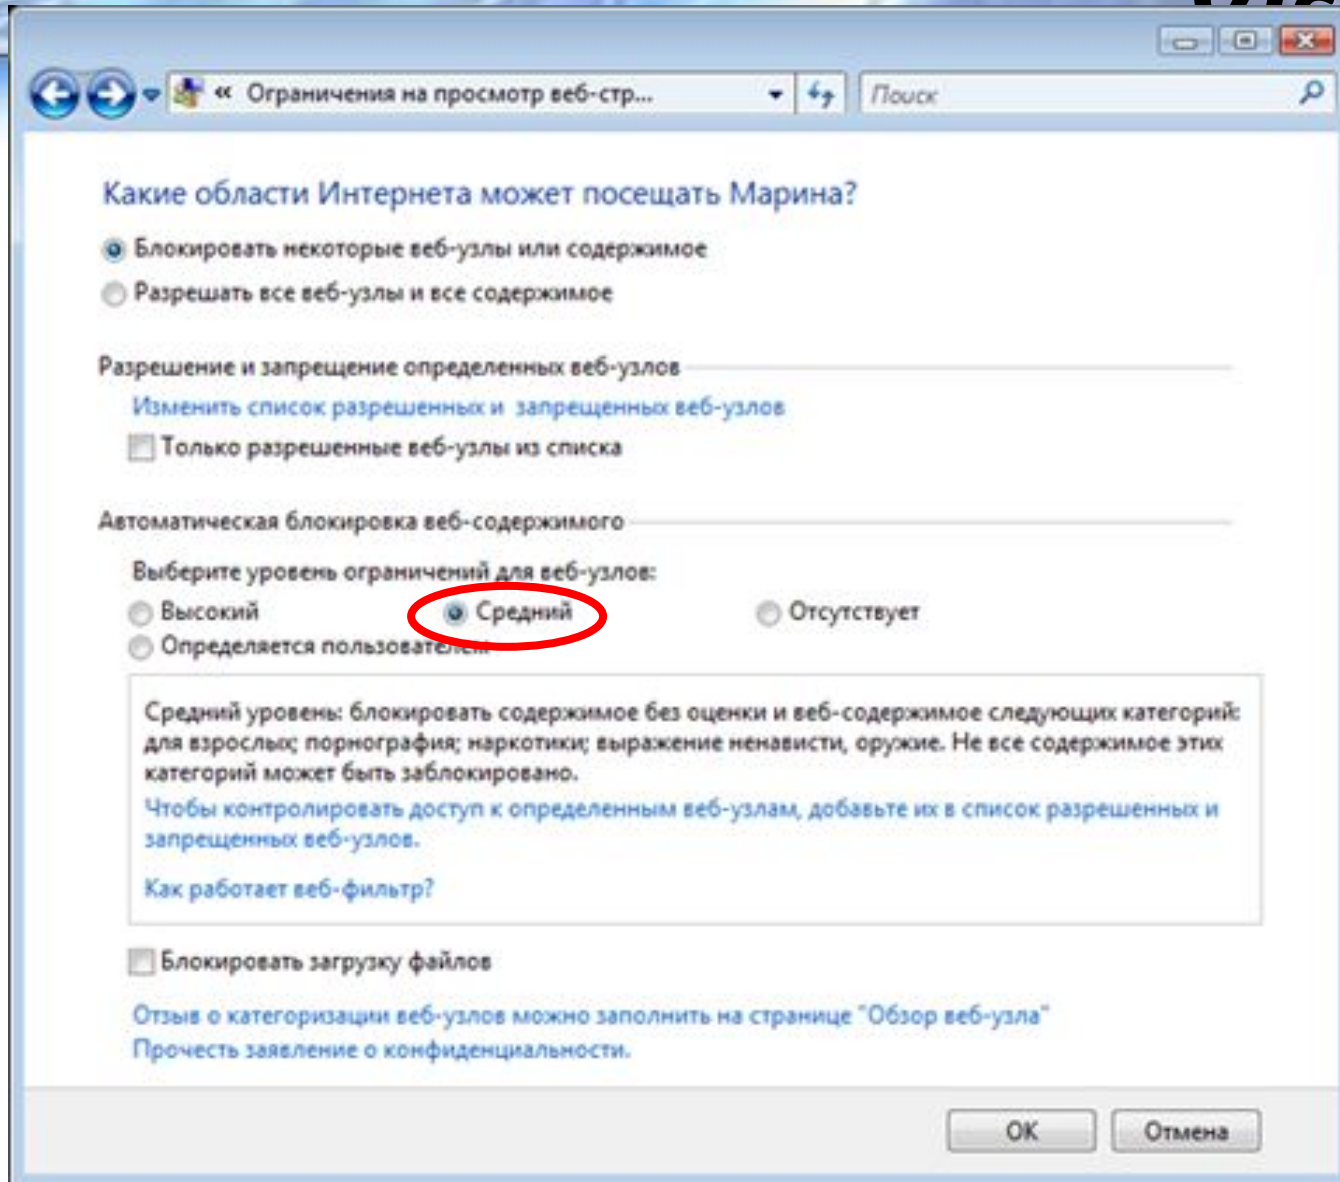 « Ограничения на просмотр веб-стр...
Поиск
Какие области Интернета может посещать Марина?
Блокировать некоторые веб-узлы или содержимое
Разрешать все веб-узлы и все содержимое
Разрешение и запрещение определенных веб-узлов
Изменить список разрешенных и запрещенных веб-узлов
Только разрешенные веб-узлы из списка
Автоматическая блокировка веб-содержимого
Выберите уровень ограничений для веб-узлов:
Высокий Средний Отсутствует
Определяется пользователем
Средний уровень: блокировать содержимое без оценки и веб-содержимое следующих категорий:
для взрослых; порнография; наркотики; выражение ненависти, оружие. Не все содержимое этих
категорий может быть заблокировано.
Чтобы контролировать доступ к определенным веб-узлам, добавьте их в список разрешенных и
запрещенных веб-узлов.
Как работает веб-фильтр?
Блокировать загрузку файлов
Отзыв о категоризации веб-узлов можно заполнить на странице "Обзор веб-узла"
Прочесть заявление о конфиденциальности.
ОК Отмена